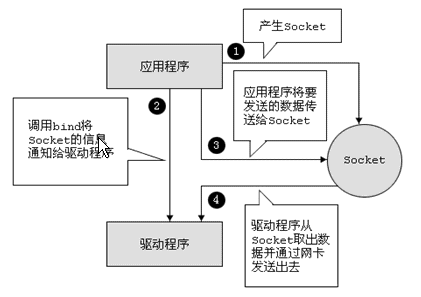 产生Socket
1
应用程序
2
调用bind将
Socket的信息
通知给驱动程序
应用程序将要
发送的数据传
送给Socket
3
Socket
4
驱动程序
驱动程序从
Socket取出数
据并通过网卡
发送出去